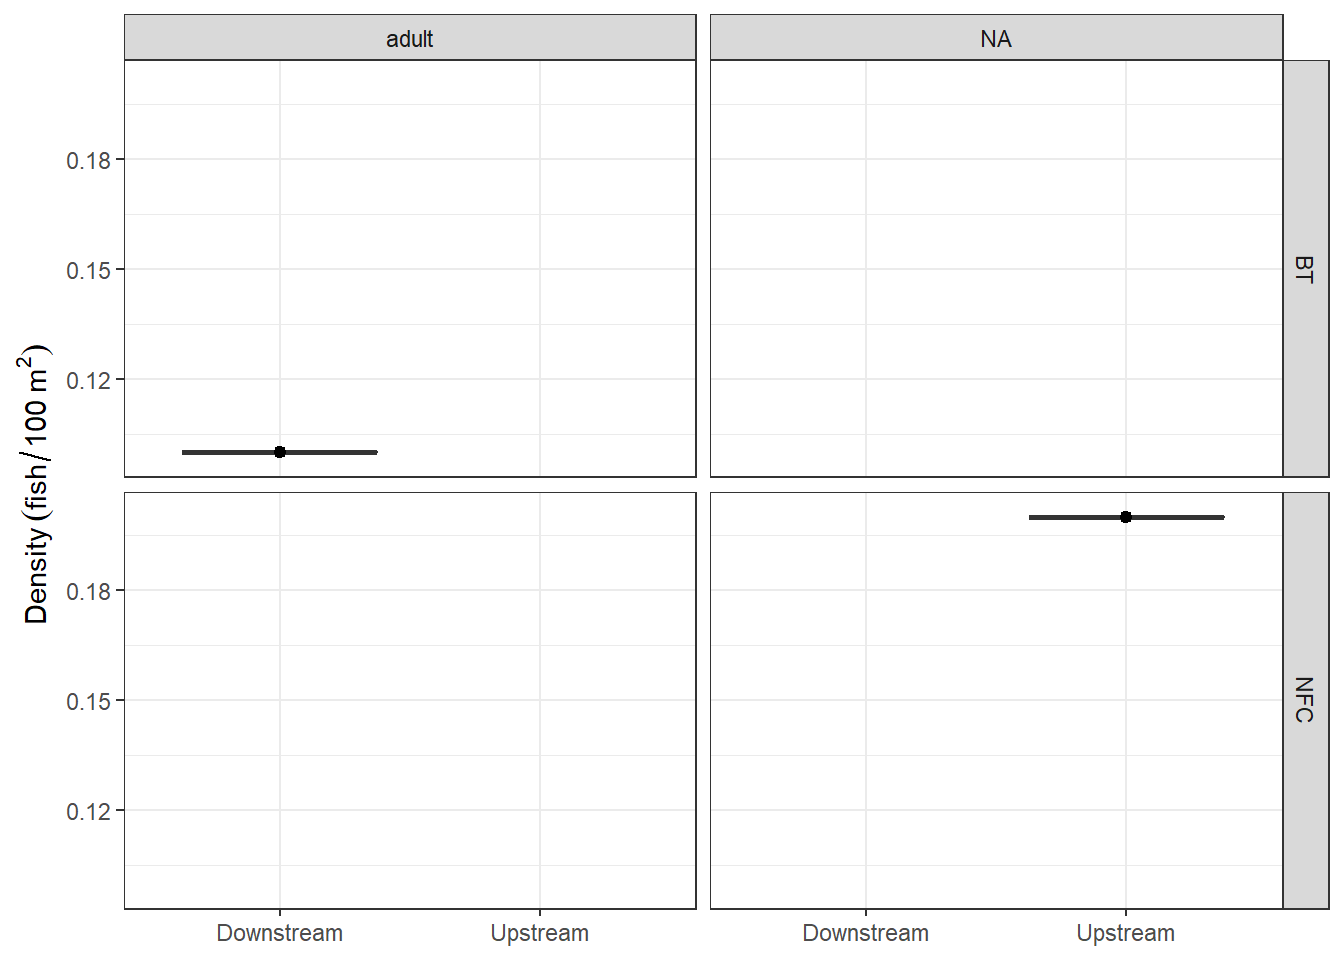 adult
NA
0.18
0.15
0.12
BT
0.18
0.15
0.12
NFC
Density (fish/100 m²)
Downstream
Upstream
Downstream
Upstream